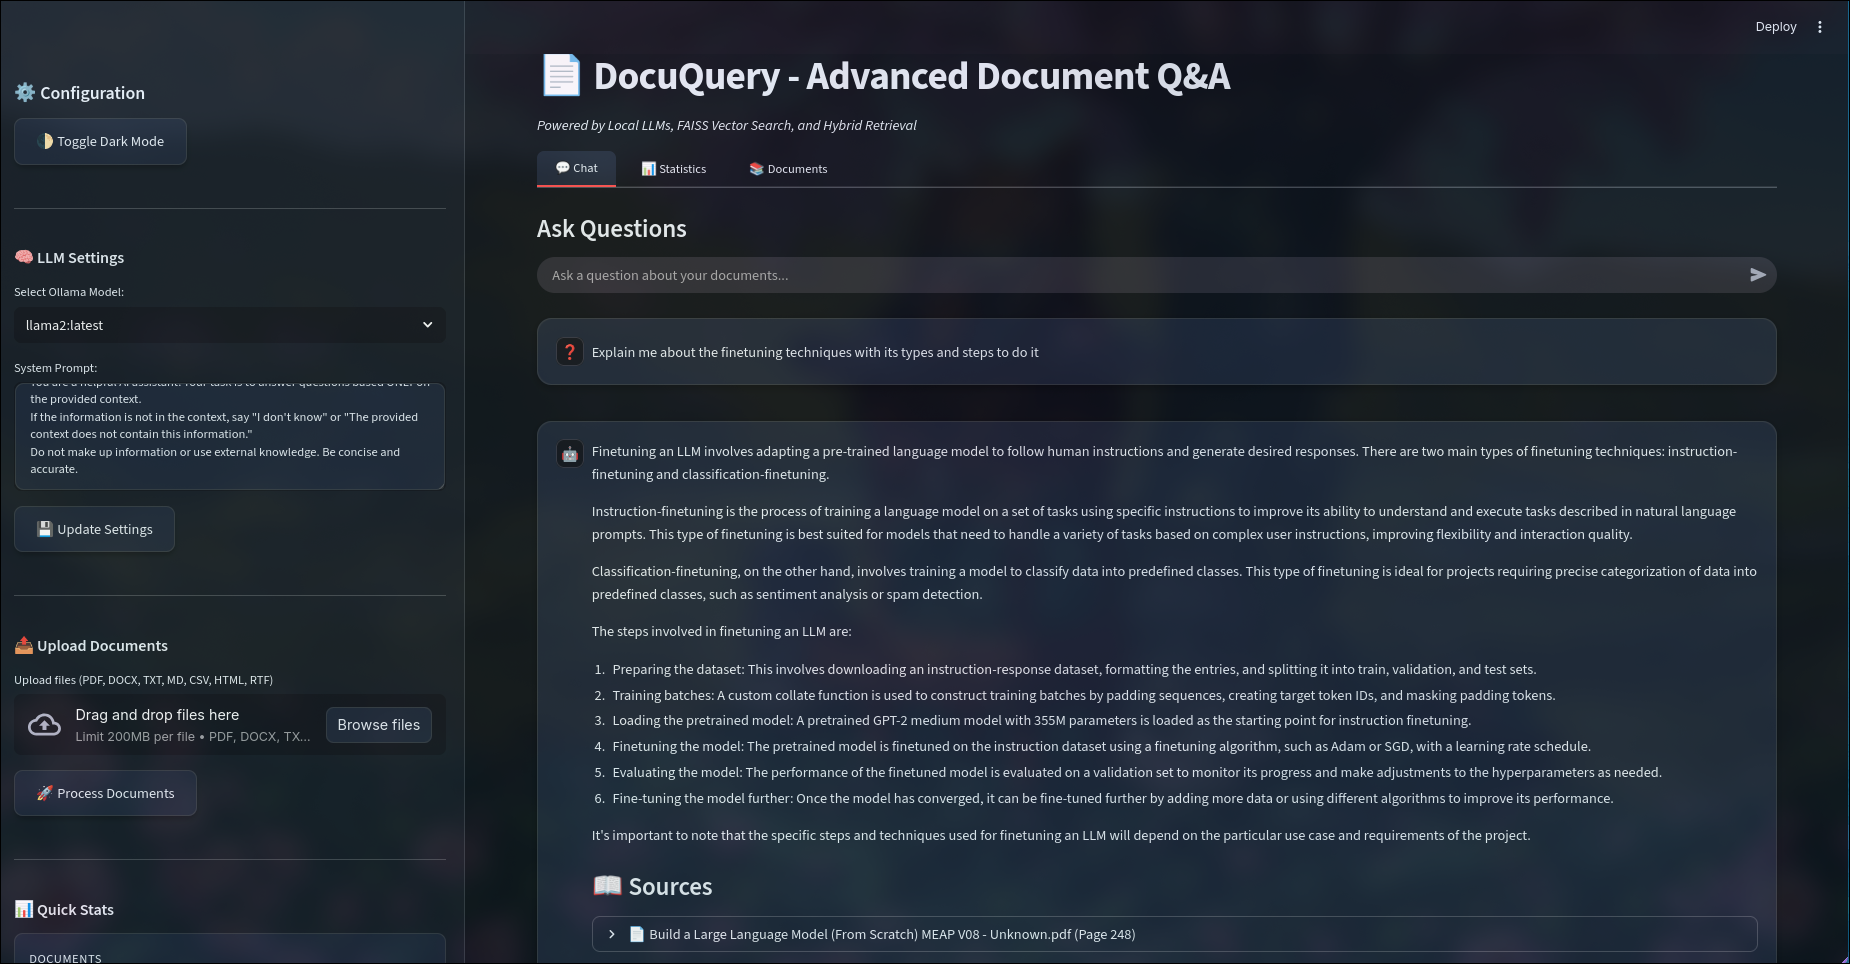 Deploy
Configuration
Toggle Dark Mode
LLM Settings
Select Ollama Model:
llama2:latest
System Prompt:
You are a helpful AI assistant. Your task is to answer questions based ONLY on
the provided context.
If the information is not in the context, say "I don't know" or "The provided
context does not contain this information."
Do not make up information or use external knowledge. Be concise and
accurate.
Update Settings
Upload Documents
Upload files (PDF, DOCX, TXT, MD, CSV, HTML, RTF)
Drag and drop files here
Limit 200MB per file • PDF, DOCX, TX...
Browse files
Process Documents
Quick Stats
DOCUMENTS
DocuQuery - Advanced Document Q&A
Powered by Local LLMs, FAISS Vector Search, and Hybrid Retrieval
Chat
Statistics
Documents
Ask Questions
Ask a question about your documents...
Explain me about the finetuning techniques with its types and steps to do it
Finetuning an LLM involves adapting a pre-trained language model to follow human instructions and generate desired responses. There are two main types of finetuning techniques: instruction-
finetuning and classification-finetuning.
Instruction-finetuning is the process of training a language model on a set of tasks using specific instructions to improve its ability to understand and execute tasks described in natural language
prompts. This type of finetuning is best suited for models that need to handle a variety of tasks based on complex user instructions, improving flexibility and interaction quality.
Classification-finetuning, on the other hand, involves training a model to classify data into predefined classes. This type of finetuning is ideal for projects requiring precise categorization of data into
predefined classes, such as sentiment analysis or spam detection.
The steps involved in finetuning an LLM are:
1. Preparing the dataset: This involves downloading an instruction-response dataset, formatting the entries, and splitting it into train, validation, and test sets.
2. Training batches: A custom collate function is used to construct training batches by padding sequences, creating target token IDs, and masking padding tokens.
3. Loading the pretrained model: A pretrained GPT-2 medium model with 355M parameters is loaded as the starting point for instruction finetuning.
4. Finetuning the model: The pretrained model is finetuned on the instruction dataset using a finetuning algorithm, such as Adam or SGD, with a learning rate schedule.
5. Evaluating the model: The performance of the finetuned model is evaluated on a validation set to monitor its progress and make adjustments to the hyperparameters as needed.
6. Fine-tuning the model further: Once the model has converged, it can be fine-tuned further by adding more data or using different algorithms to improve its performance.
It's important to note that the specific steps and techniques used for finetuning an LLM will depend on the particular use case and requirements of the project.
Sources
Build a Large Language Model (From Scratch) MEAP V08 - Unknown.pdf (Page 248)